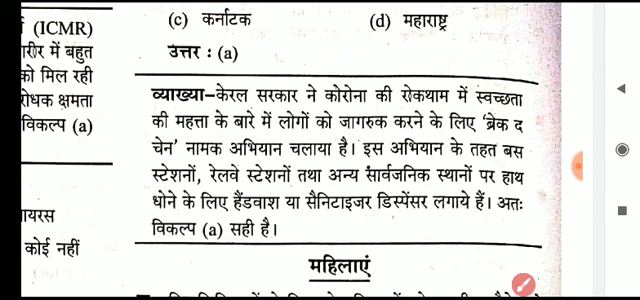 (ICMR)
रीर में बहुत
को मिल रही
रोधक क्षमता
विकल्प (a)
ायरस
कोई नहीं
(c) कर्नाटक (d) महाराष्ट्र
उत्तर : (a)
व्याख्या–केरल सरकार ने कोरोना की रोकथाम में स्वच्छता
की महत्ता के बारे में लोगों को जागरुक करने के लिए ‘ब्रेक द
चेन’ नामक अभियान चलाया है। इस अभियान के तहत बस
स्टेशनों, रेलवे स्टेशनों तथा अन्य सार्वजनिक स्थानों पर हाथ
धोने के लिए हैंडवाश या सैनिटाइजर डिस्पेंसर लगाये हैं। अतः
विकल्प (a) सही है।
महिलाएं